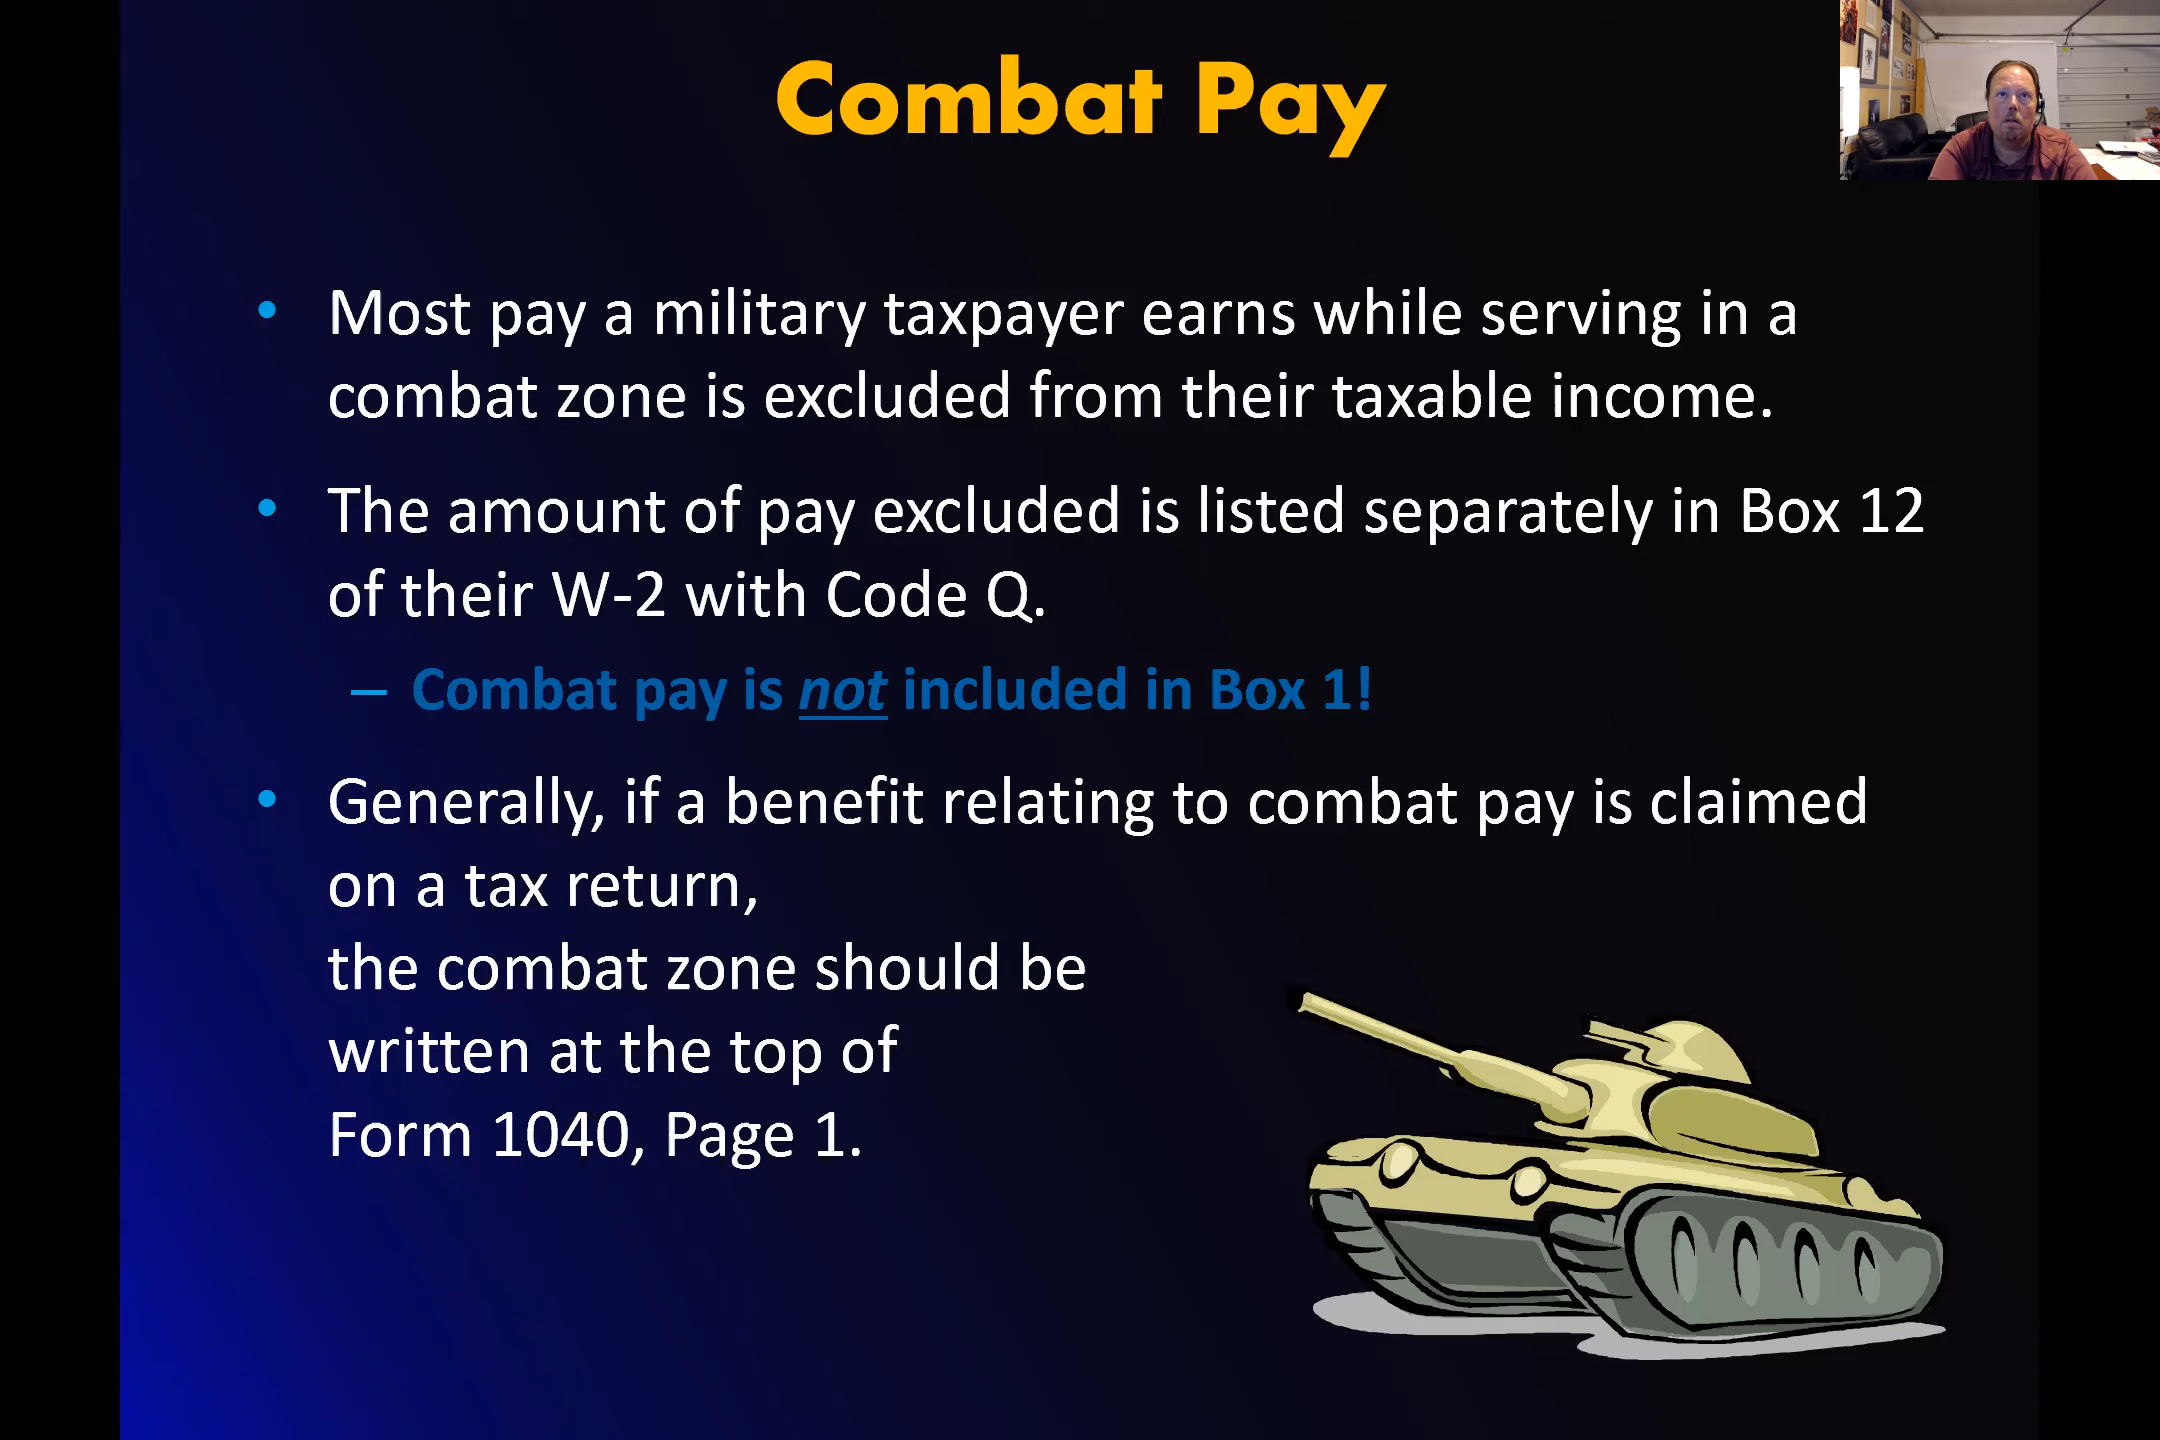 Combat Pay
• Most pay a military taxpayer earns while serving in a
combat zone is excluded from their taxable income.
• The amount of pay excluded is listed separately in Box 12
of their W-2 with Code Q.
– Combat pay is not included in Box 1!
• Generally, if a benefit relating to combat pay is claimed
on a tax return,
the combat zone should be
written at the top of
Form 1040, Page 1.